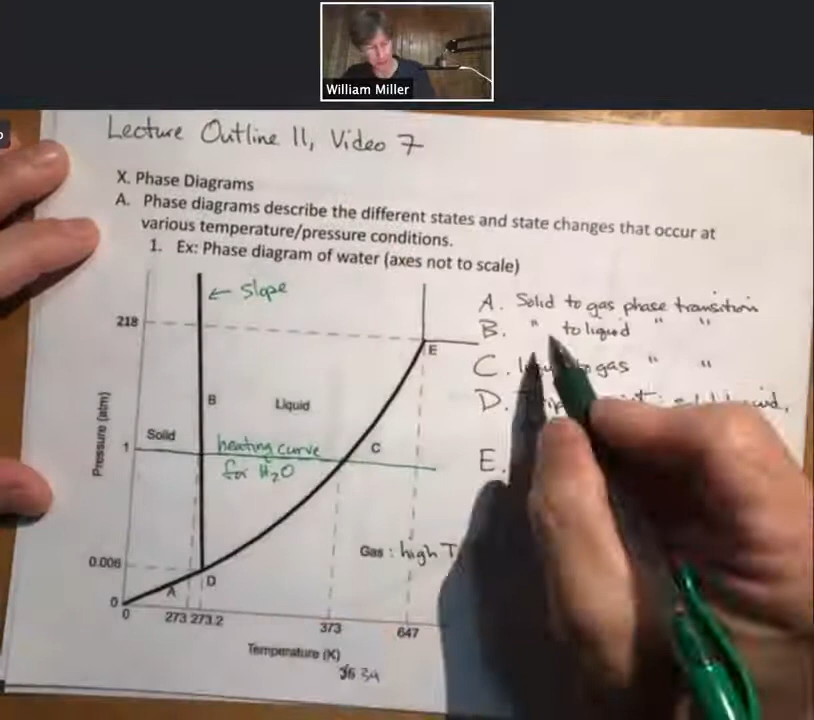 William Miller
Lecture Outline 11, Video 7
X. Phase Diagrams
A. Phase diagrams describe the different states and state changes that occur at
various temperature/pressure conditions.
1. Ex: Phase diagram of water (axes not to scale)
← slope
218
E
B
Liquid
Solid
1
heating curve
for H₂O
C
Pressure (atm)
Gas: high T
0.006
D
A
0
0
273 273.2
373
647
Temperature (K)
A. Solid to gas phase transition
B. " to liquid " "
C. to gas " "
D.
E.